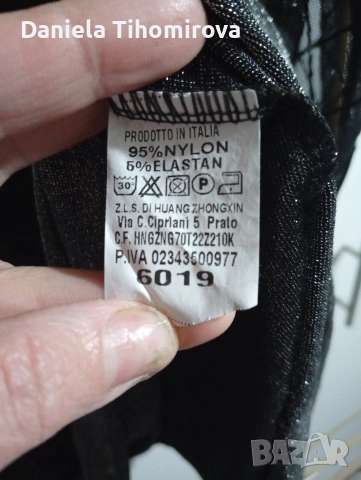 Daniela Tihomirova
PRODOTTO IN ITALIA
95%NYLON
5%ELASTAN
30 P
Z.L.S. DI HUANG ZHONGXIN
Via C.Cipriani 5 Prato
C.F. HNGZNG70T22Z210K
P.IVA 02343600977
6019
BAZAR